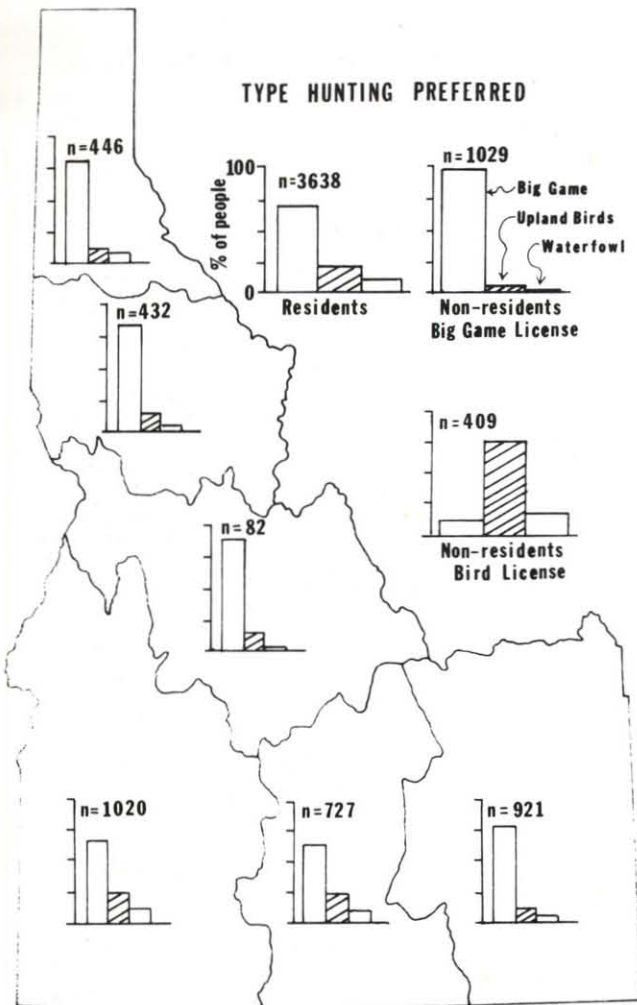 TYPE HUNTING PREFERRED
n=446
100
n=3638
% of people
0
Residents
n=1029
Big Game
Upland Birds
Waterfowl
Non-residents
Big Game License
n=432
n=409
Non-residents
Bird License
n=82
n=1020
n=727
n=921